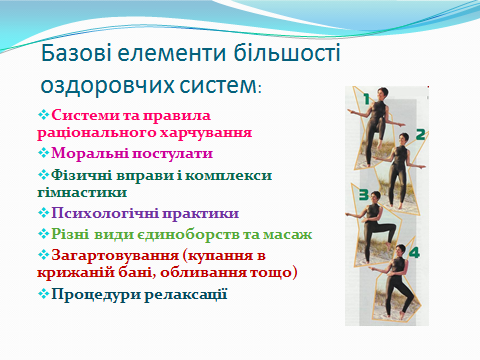 Базові елементи більшості
оздоровчих систем:
Системи та правила
раціонального харчування
Моральні постулати
Фізичні вправи і комплекси
гімнастики
Психологічні практики
Різні види єдиноборств та масаж
Загартовування (купання в
крижаній бані, обливання тощо)
Процедури релаксації
1
2
3
4